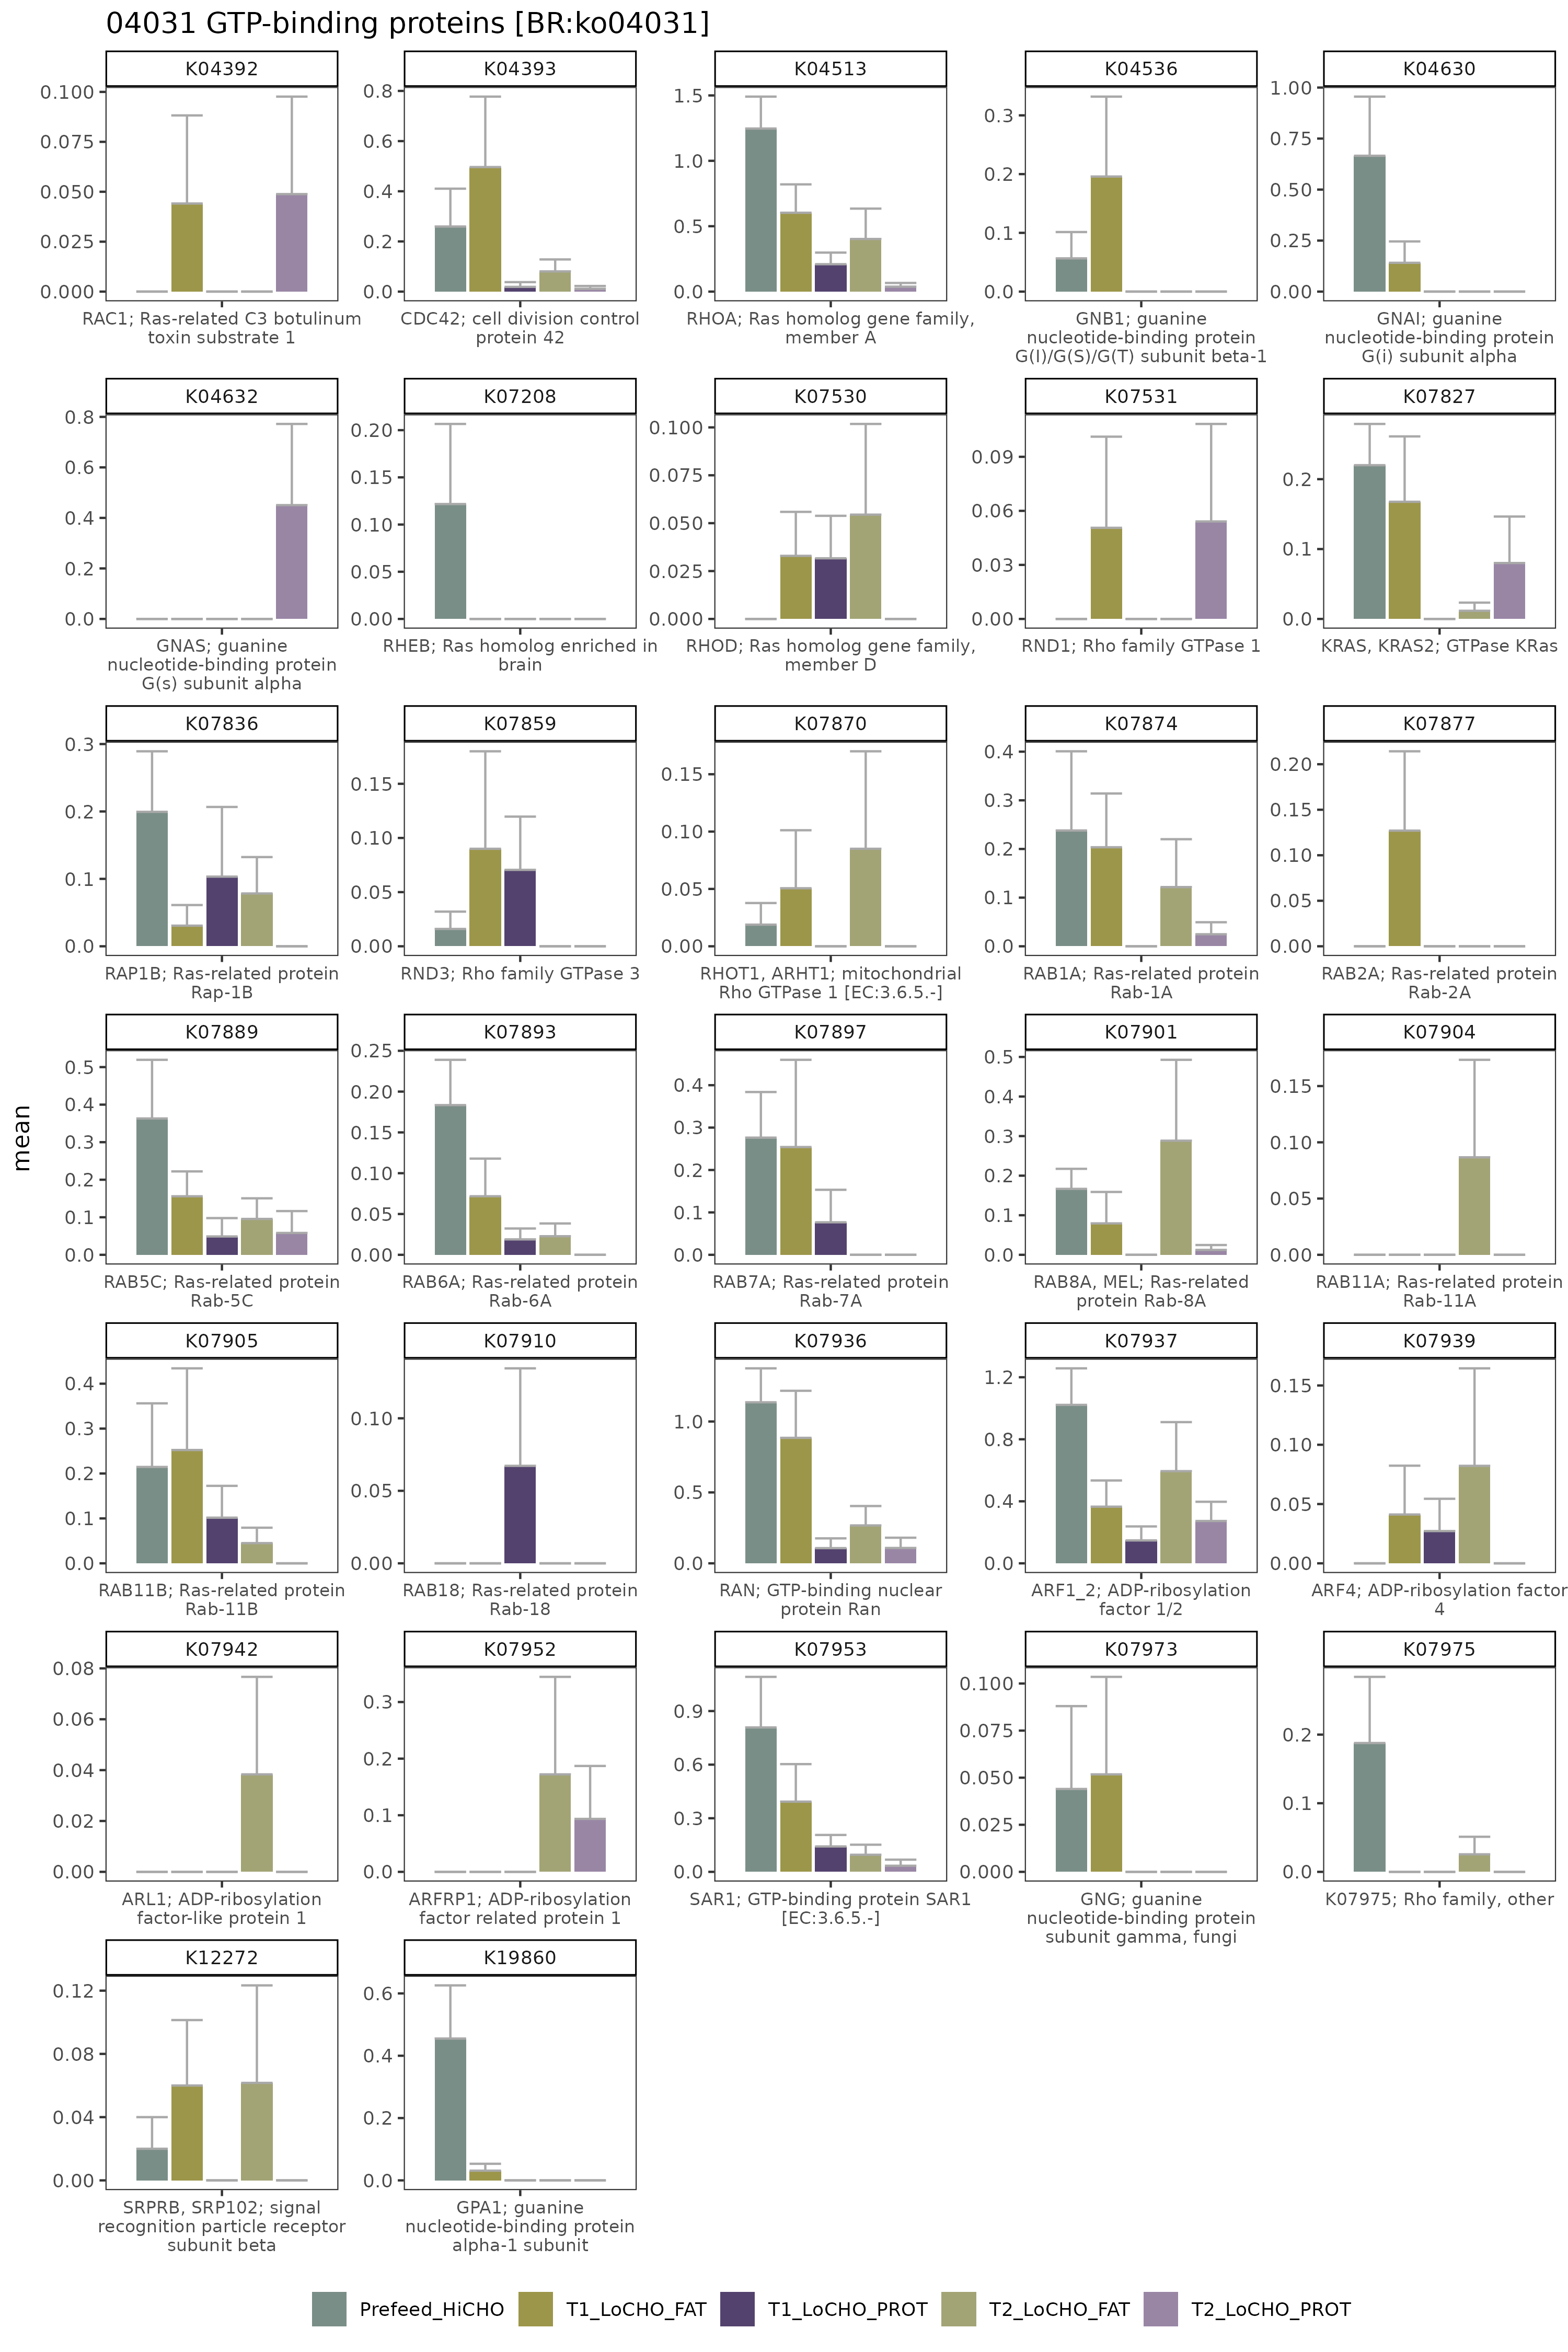 04031 GTP-binding proteins [BR:ko04031]
mean
K04392
0.100
0.075
0.050
0.025
0.000
RAC1; Ras-related C3 botulinum
toxin substrate 1
K04393
0.8
0.6
0.4
0.2
0.0
CDC42; cell division control
protein 42
K04513
1.5
1.0
0.5
0.0
RHOA; Ras homolog gene family,
member A
K04536
0.3
0.2
0.1
0.0
GNB1; guanine
nucleotide-binding protein
G(I)/G(S)/G(T) subunit beta-1
K04630
1.00
0.75
0.50
0.25
0.00
GNAI; guanine
nucleotide-binding protein
G(i) subunit alpha
K04632
0.8
0.6
0.4
0.2
0.0
GNAS; guanine
nucleotide-binding protein
G(s) subunit alpha
K07208
0.20
0.15
0.10
0.05
0.00
RHEB; Ras homolog enriched in
brain
K07530
0.100
0.075
0.050
0.025
0.000
RHOD; Ras homolog gene family,
member D
K07531
0.09
0.06
0.03
0.00
RND1; Rho family GTPase 1
K07827
0.2
0.1
0.0
KRAS, KRAS2; GTPase KRas
K07836
0.3
0.2
0.1
0.0
RAP1B; Ras-related protein
Rap-1B
K07859
0.15
0.10
0.05
0.00
RND3; Rho family GTPase 3
K07870
0.15
0.10
0.05
0.00
RHOT1, ARHT1; mitochondrial
Rho GTPase 1 [EC:3.6.5.-]
K07874
0.4
0.3
0.2
0.1
0.0
RAB1A; Ras-related protein
Rab-1A
K07877
0.20
0.15
0.10
0.05
0.00
RAB2A; Ras-related protein
Rab-2A
K07889
0.5
0.4
0.3
0.2
0.1
0.0
RAB5C; Ras-related protein
Rab-5C
K07893
0.25
0.20
0.15
0.10
0.05
0.00
RAB6A; Ras-related protein
Rab-6A
K07897
0.4
0.3
0.2
0.1
0.0
RAB7A; Ras-related protein
Rab-7A
K07901
0.5
0.4
0.3
0.2
0.1
0.0
RAB8A, MEL; Ras-related
protein Rab-8A
K07904
0.15
0.10
0.05
0.00
RAB11A; Ras-related protein
Rab-11A
K07905
0.4
0.3
0.2
0.1
0.0
RAB11B; Ras-related protein
Rab-11B
K07910
0.10
0.05
0.00
RAB18; Ras-related protein
Rab-18
K07936
1.0
0.5
0.0
RAN; GTP-binding nuclear
protein Ran
K07937
1.2
0.8
0.4
0.0
ARF1_2; ADP-ribosylation
factor 1/2
K07939
0.15
0.10
0.05
0.00
ARF4; ADP-ribosylation factor
4
K07942
0.08
0.06
0.04
0.02
0.00
ARL1; ADP-ribosylation
factor-like protein 1
K07952
0.3
0.2
0.1
0.0
ARFRP1; ADP-ribosylation
factor related protein 1
K07953
0.9
0.6
0.3
0.0
SAR1; GTP-binding protein SAR1
[EC:3.6.5.-]
K07973
0.100
0.075
0.050
0.025
0.000
GNG; guanine
nucleotide-binding protein
subunit gamma, fungi
K07975
0.2
0.1
0.0
K07975; Rho family, other
K12272
0.12
0.08
0.04
0.00
SRPRB, SRP102; signal
recognition particle receptor
subunit beta
K19860
0.6
0.4
0.2
0.0
GPA1; guanine
nucleotide-binding protein
alpha-1 subunit
Prefeed_HiCHO T1_LoCHO_FAT T1_LoCHO_PROT T2_LoCHO_FAT T2_LoCHO_PROT